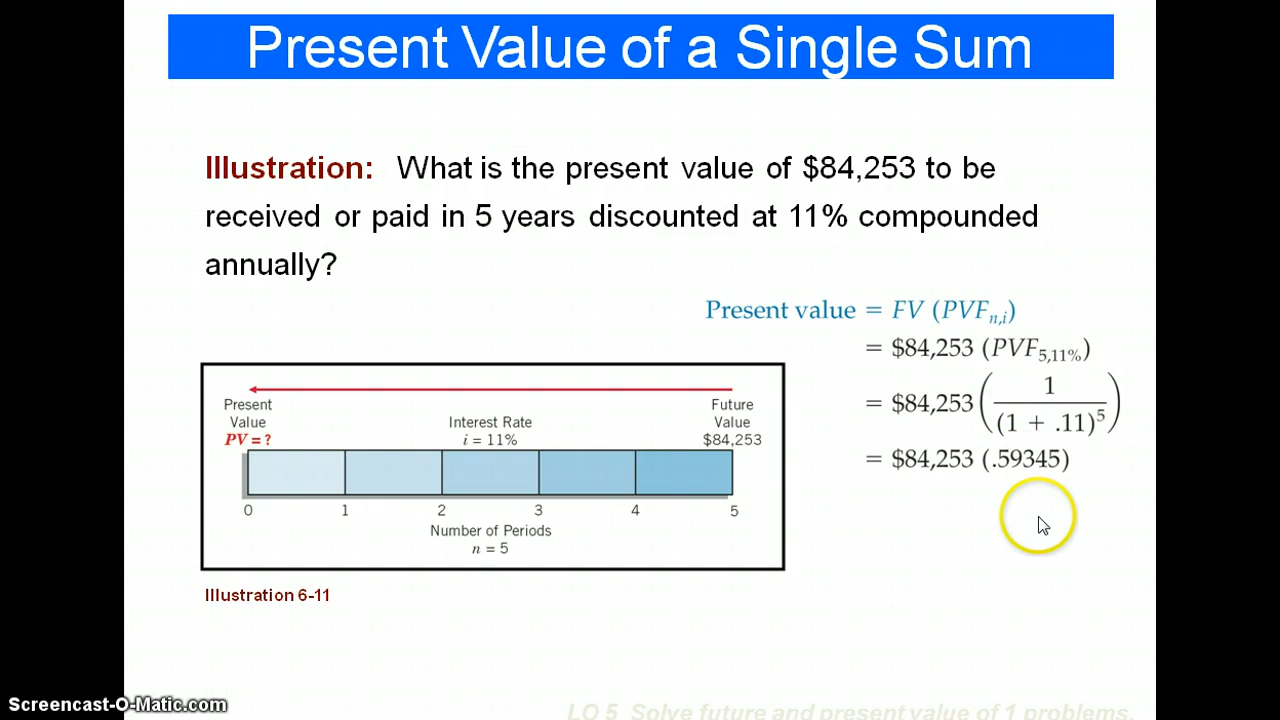 Present Value of a Single Sum
Illustration: What is the present value of $84,253 to be
received or paid in 5 years discounted at 11% compounded
annually?
Present value = FV (PVFn,i)
= $84,253 (PVF5,11%)
= $84,253 (1 / (1 + .11)^5)
= $84,253 (.59345)
Present
Value
PV = ?
Interest Rate
i = 11%
Future
Value
$84,253
0 1 2 3 4 5
Number of Periods
n = 5
Illustration 6-11
LO 5 Solve future and present value of 1 problems.
Screencast-O-Matic.com